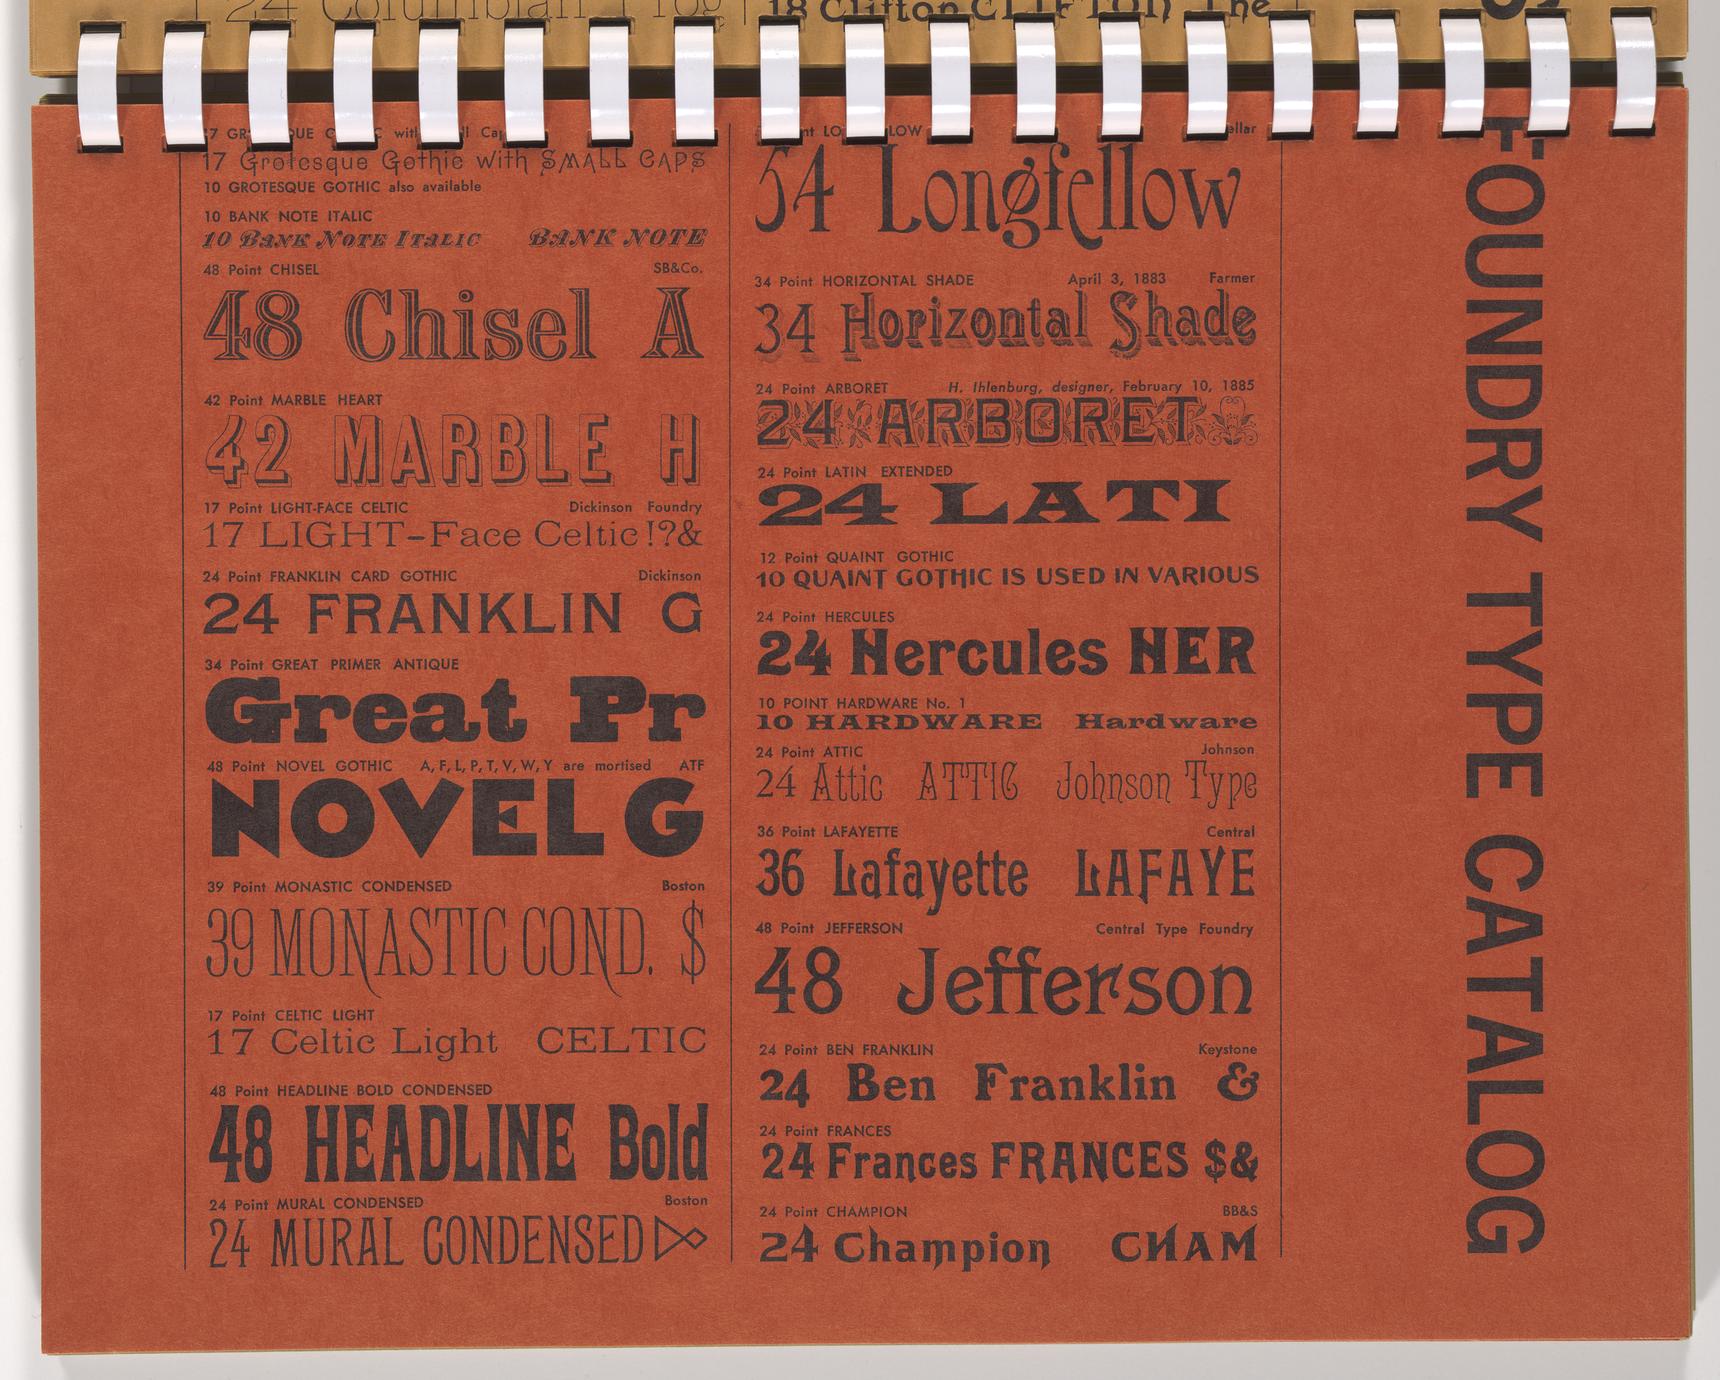 24 Columbian Frog
18 Clifton CLIFTON The
17 Grotesque Gothic with SMALL CAPS
10 GROTESQUE GOTHIC also available
10 BANK NOTE ITALIC
10 Bank Note Italic BANK NOTE
48 Point CHISEL SB&Co.
48 Chisel A
42 Point MARBLE HEART
42 MARBLE H
17 Point LIGHT-FACE CELTIC Dickinson Foundry
17 LIGHT-Face Celtic !?&
24 Point FRANKLIN CARD GOTHIC Dickinson
24 FRANKLIN G
34 Point GREAT PRIMER ANTIQUE
Great Pr
48 Point NOVEL GOTHIC A, F, L, P, T, V, W, Y are mortised ATF
NOVEL G
39 Point MONASTIC CONDENSED Boston
39 MONASTIC COND. $
17 Point CELTIC LIGHT
17 Celtic Light CELTIC
48 Point HEADLINE BOLD CONDENSED
48 HEADLINE Bold
24 Point MURAL CONDENSED Boston
24 MURAL CONDENSED
54 Longfellow
34 Point HORIZONTAL SHADE April 3, 1883 Farmer
34 Horizontal Shade
24 Point ARBORET H. Ihlenburg, designer, February 10, 1885
24 ARBORET
24 Point LATIN EXTENDED
24 LATI
12 Point QUAINT GOTHIC
10 QUAINT GOTHIC IS USED IN VARIOUS
24 Point HERCULES
24 Hercules HER
10 POINT HARDWARE No. 1
10 HARDWARE Hardware
24 Point ATTIC Johnson
24 Attic ATTIC Johnson Type
36 Point LAFAYETTE Central
36 Lafayette LAFAYE
48 Point JEFFERSON Central Type Foundry
48 Jefferson
24 Point BEN FRANKLIN Keystone
24 Ben Franklin &
24 Point FRANCES
24 Frances FRANCES $&
24 Point CHAMPION BB&S
24 Champion CHAM
FOUNDRY TYPE CATALOG